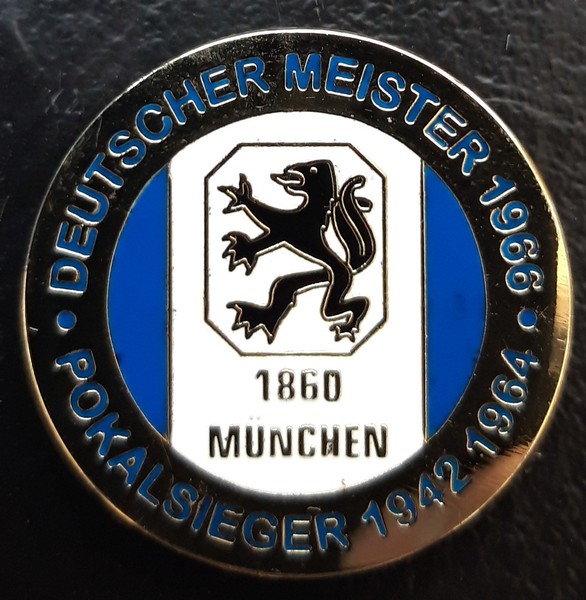 DEUTSCHER MEISTER 1966
1860
MÜNCHEN
POKALSIEGER 1942 1964